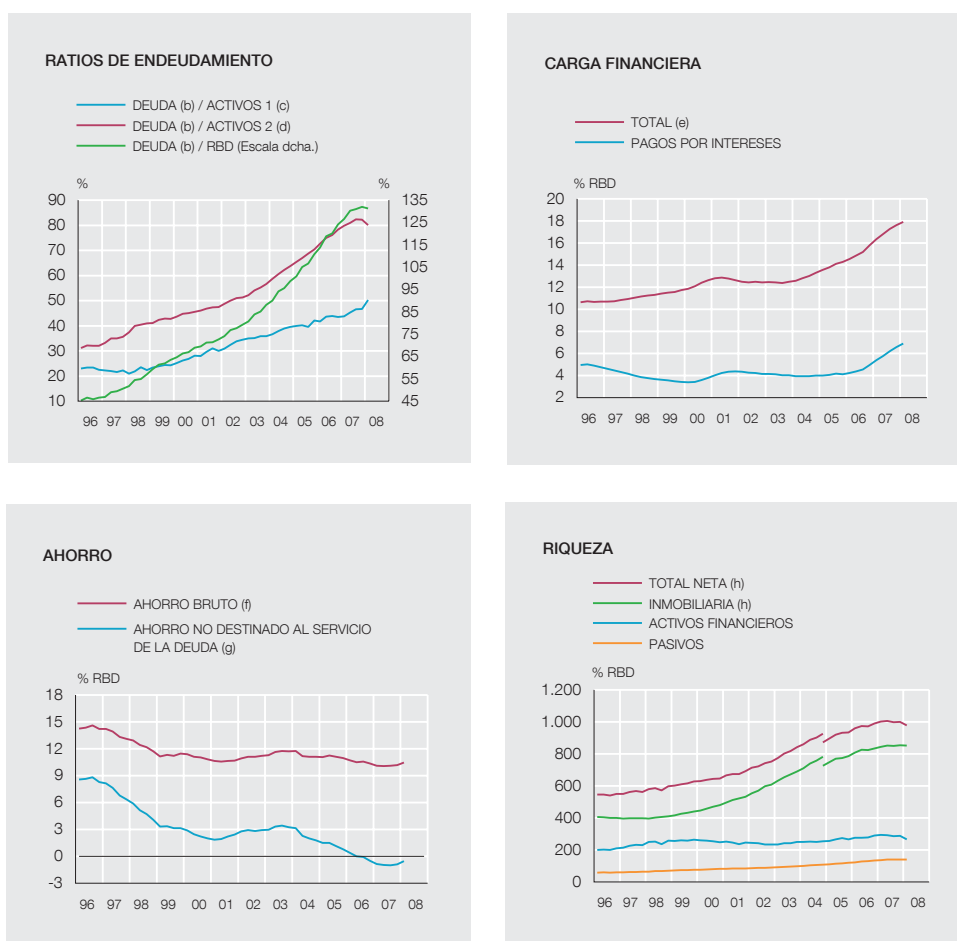 RATIOS DE ENDEUDAMIENTO
DEUDA (b) / ACTIVOS 1 (c)
DEUDA (b) / ACTIVOS 2 (d)
DEUDA (b) / RBD (Escala dcha.)
% %
90 135
80 125
70 115
60 105
50 95
40 85
30 75
20 65
10 55
45
96 97 98 99 00 01 02 03 04 05 06 07 08
CARGA FINANCIERA
TOTAL (e)
PAGOS POR INTERESES
% RBD
20
18
16
14
12
10
8
6
4
2
96 97 98 99 00 01 02 03 04 05 06 07 08
AHORRO
AHORRO BRUTO (f)
AHORRO NO DESTINADO AL SERVICIO
DE LA DEUDA (g)
% RBD
18
15
12
9
6
3
0
-3
96 97 98 99 00 01 02 03 04 05 06 07 08
RIQUEZA
TOTAL NETA (h)
INMOBILIARIA (h)
ACTIVOS FINANCIEROS
PASIVOS
% RBD
1.200
1.000
800
600
400
200
0
96 97 98 99 00 01 02 03 04 05 06 07 08